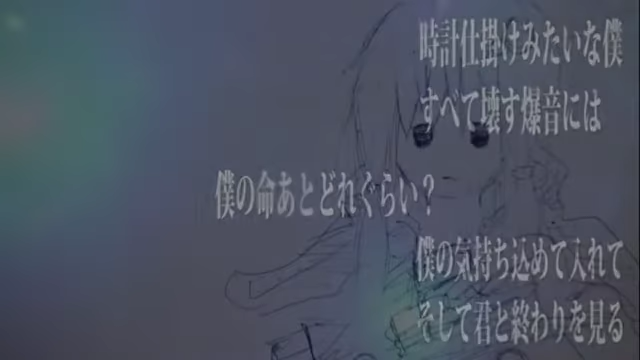 時計仕掛けみたいな僕
すべて壊す爆音には
僕の命あとどれぐらい？
僕の気持ち込めて入れて
そして君と終わりを見る